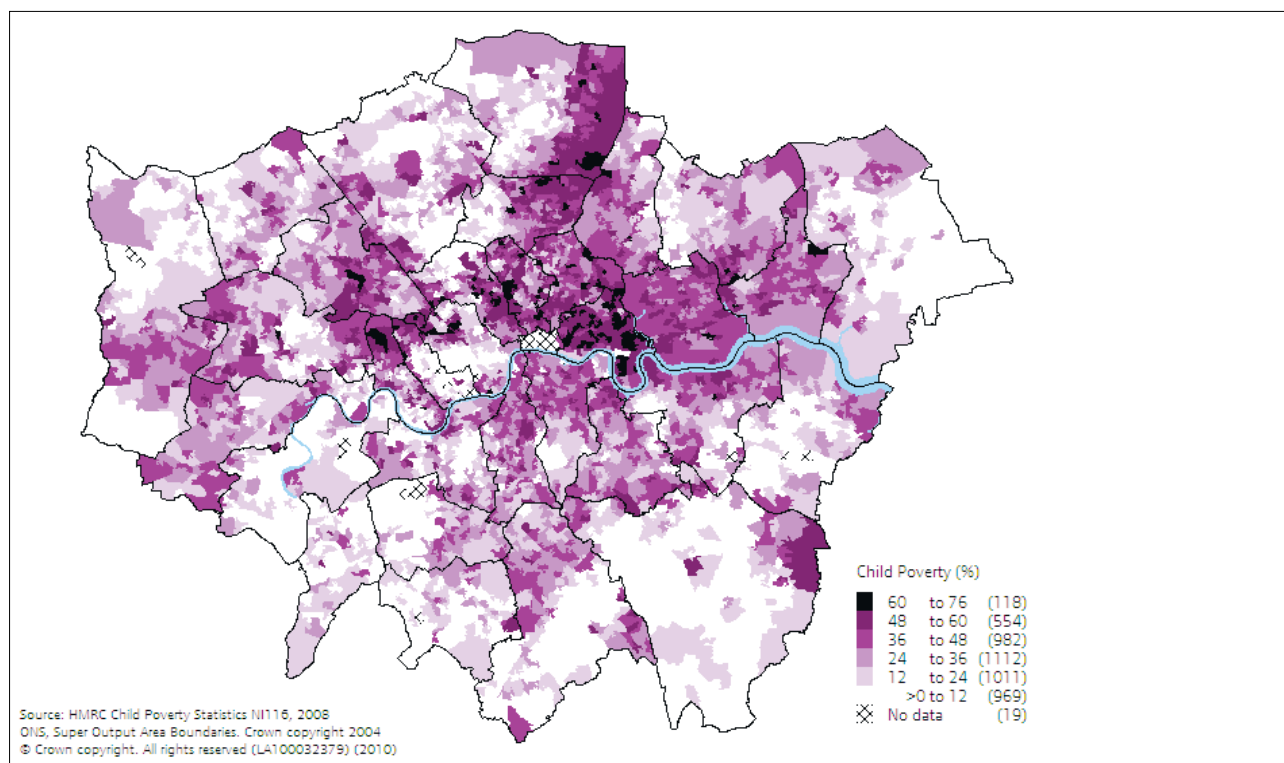 Child Poverty (%)
60 to 76 (118)
48 to 60 (554)
36 to 48 (982)
24 to 36 (1112)
12 to 24 (1011)
>0 to 12 (969)
No data (19)
Source: HMRC Child Poverty Statistics NI116, 2008
ONS, Super Output Area Boundaries. Crown copyright 2004
© Crown copyright. All rights reserved (LA100032379) (2010)